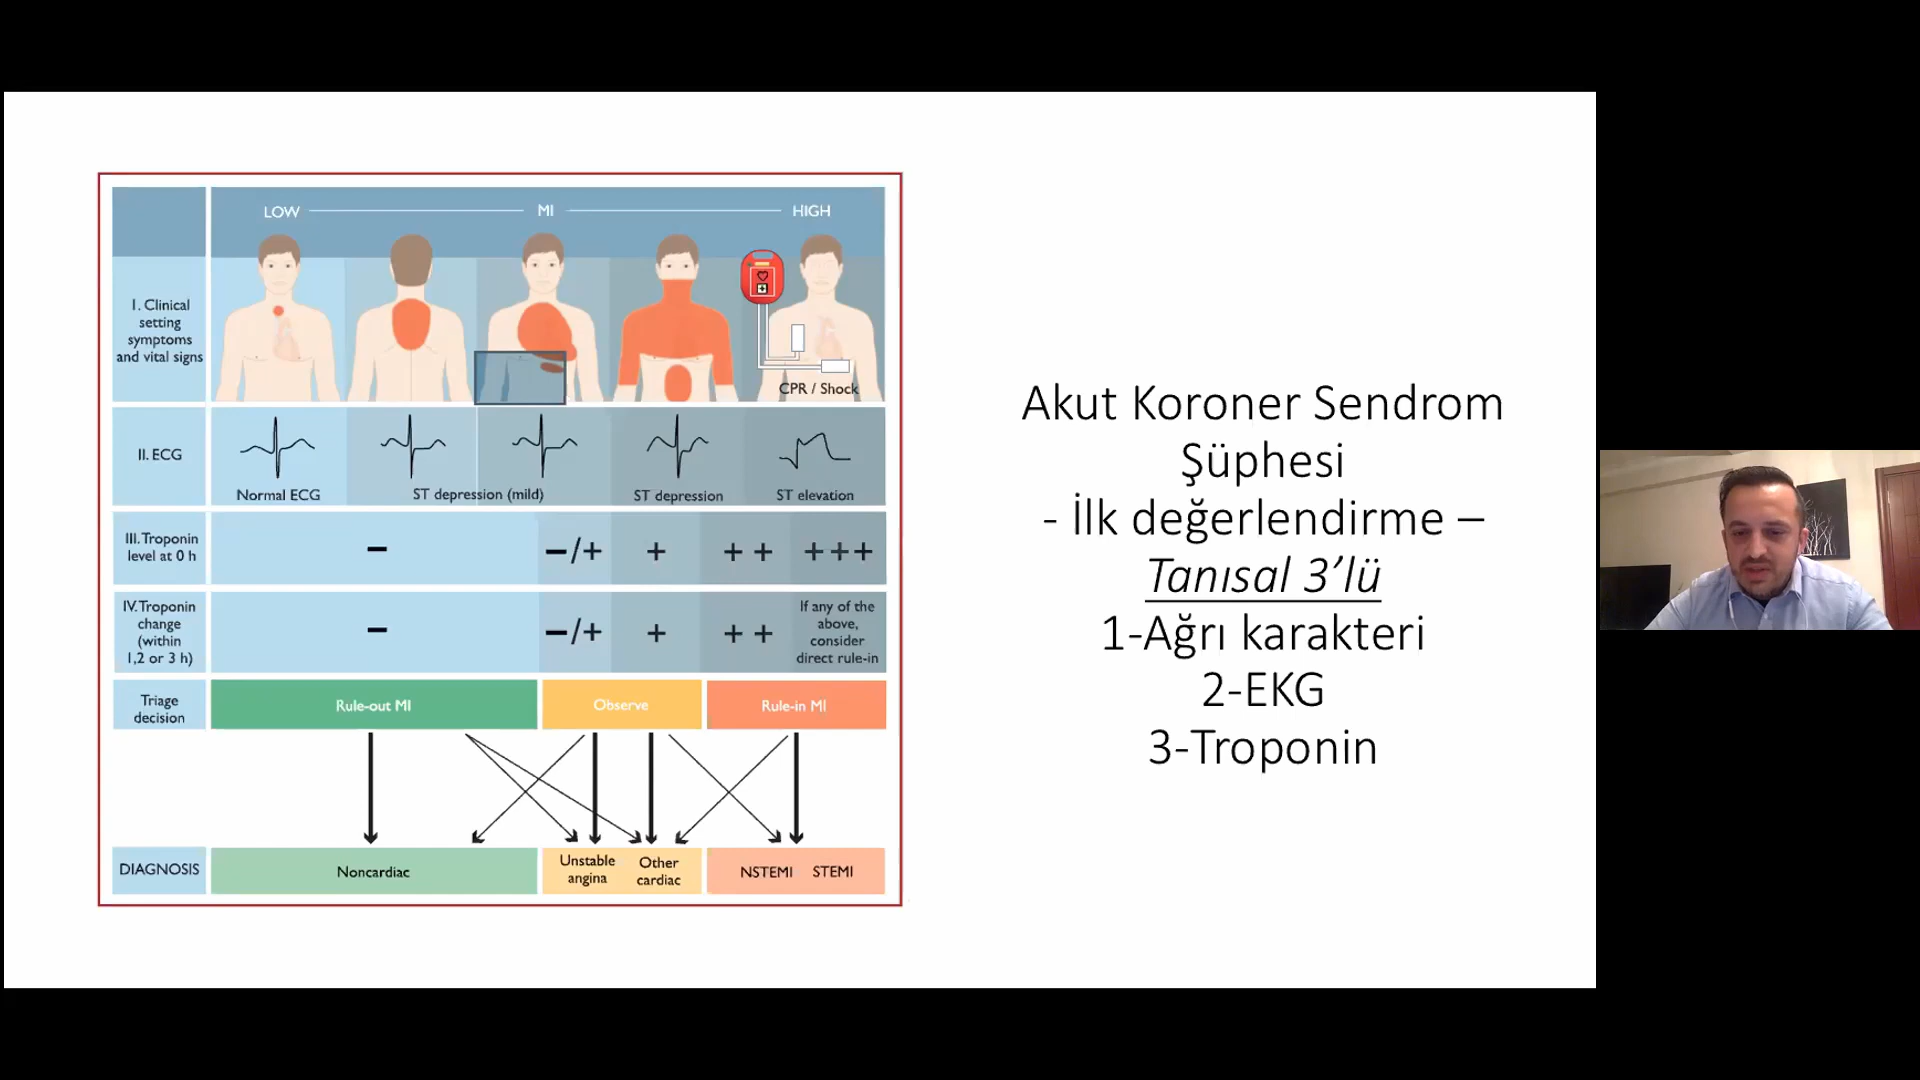 LOW MI HIGH
I. Clinical
setting
symptoms
and vital signs
CPR / Shock
II. ECG
Normal ECG
ST depression (mild)
ST depression
ST elevation
III. Troponin
level at 0 h
− −/+ + + + + + +
IV. Troponin
change
(within
1,2 or 3 h)
− −/+ + + +
If any of the
above,
consider
direct rule-in
Triage
decision
Rule-out MI
Observe
Rule-in MI
DIAGNOSIS
Noncardiac
Unstable
angina
Other
cardiac
NSTEMI STEMI
Akut Koroner Sendrom
Şüphesi
- İlk değerlendirme –
Tanısal 3’lü
1-Ağrı karakteri
2-EKG
3-Troponin